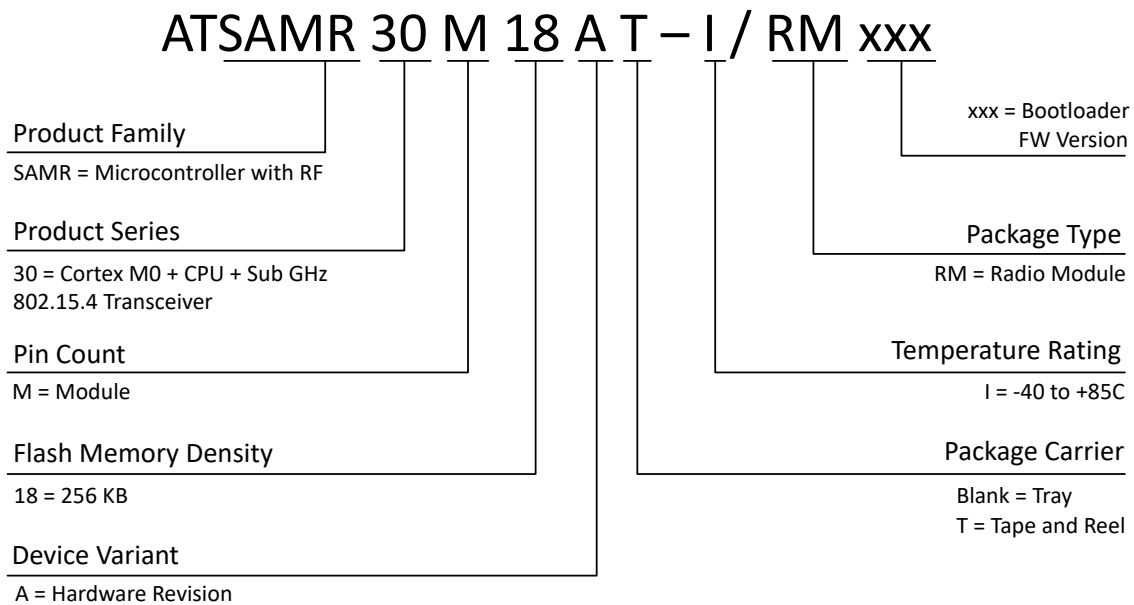 ATSAMR 30 M 18 A T – I / RM xxx
Product Family
SAMR = Microcontroller with RF
Product Series
30 = Cortex M0 + CPU + Sub GHz
802.15.4 Transceiver
Pin Count
M = Module
Flash Memory Density
18 = 256 KB
Device Variant
A = Hardware Revision
xxx = Bootloader
FW Version
Package Type
RM = Radio Module
Temperature Rating
I = -40 to +85C
Package Carrier
Blank = Tray
T = Tape and Reel